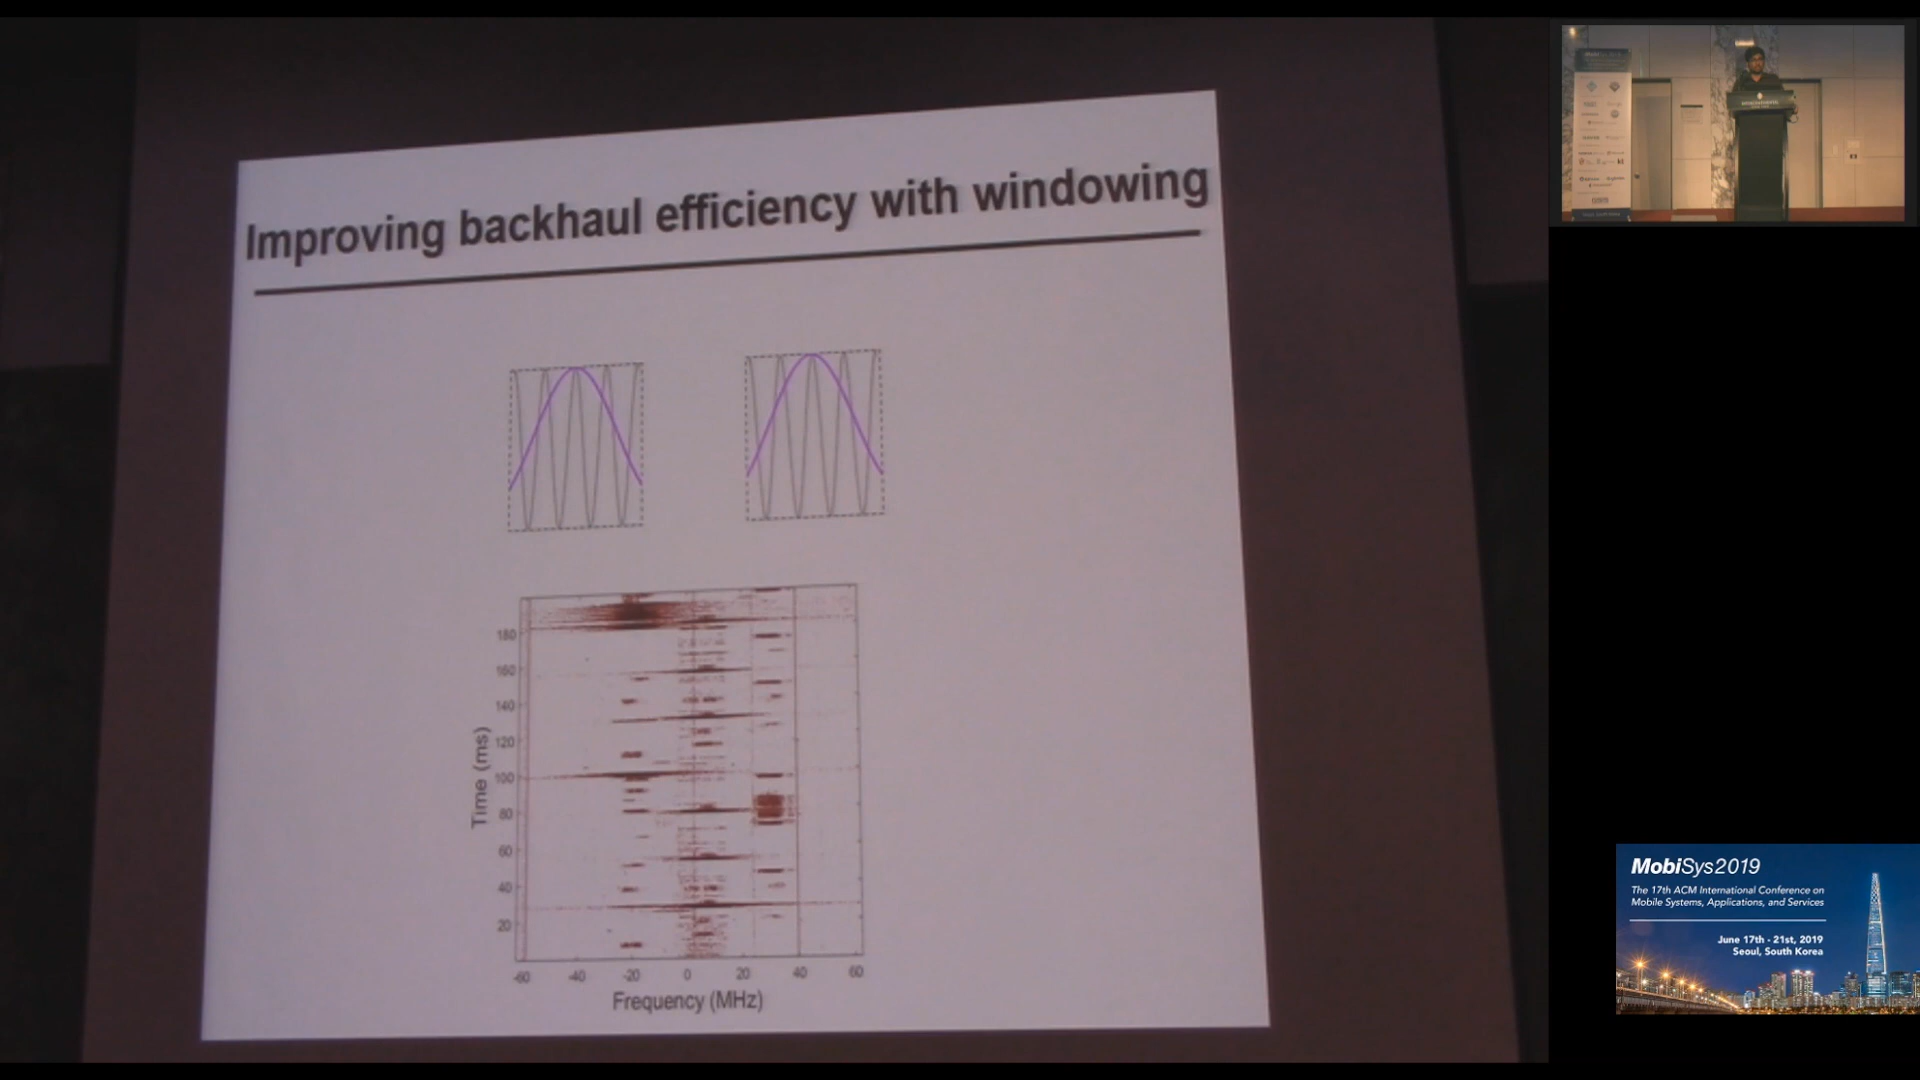 Improving backhaul efficiency with windowing
180
160
140
120
100
80
60
40
20
Time (ms)
-60 -40 -20 0 20 40 60
Frequency (MHz)
MobiSys2019
The 17th ACM International Conference on
Mobile Systems, Applications, and Services
June 17th - 21st, 2019
Seoul, South Korea